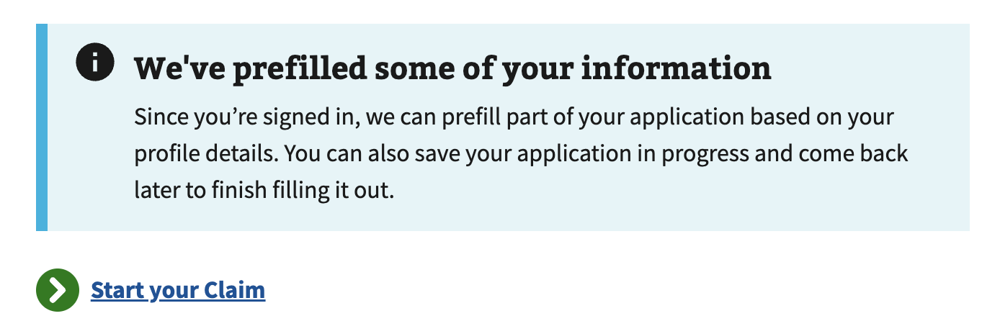 We've prefilled some of your information
Since you’re signed in, we can prefill part of your application based on your
profile details. You can also save your application in progress and come back
later to finish filling it out.
Start your Claim